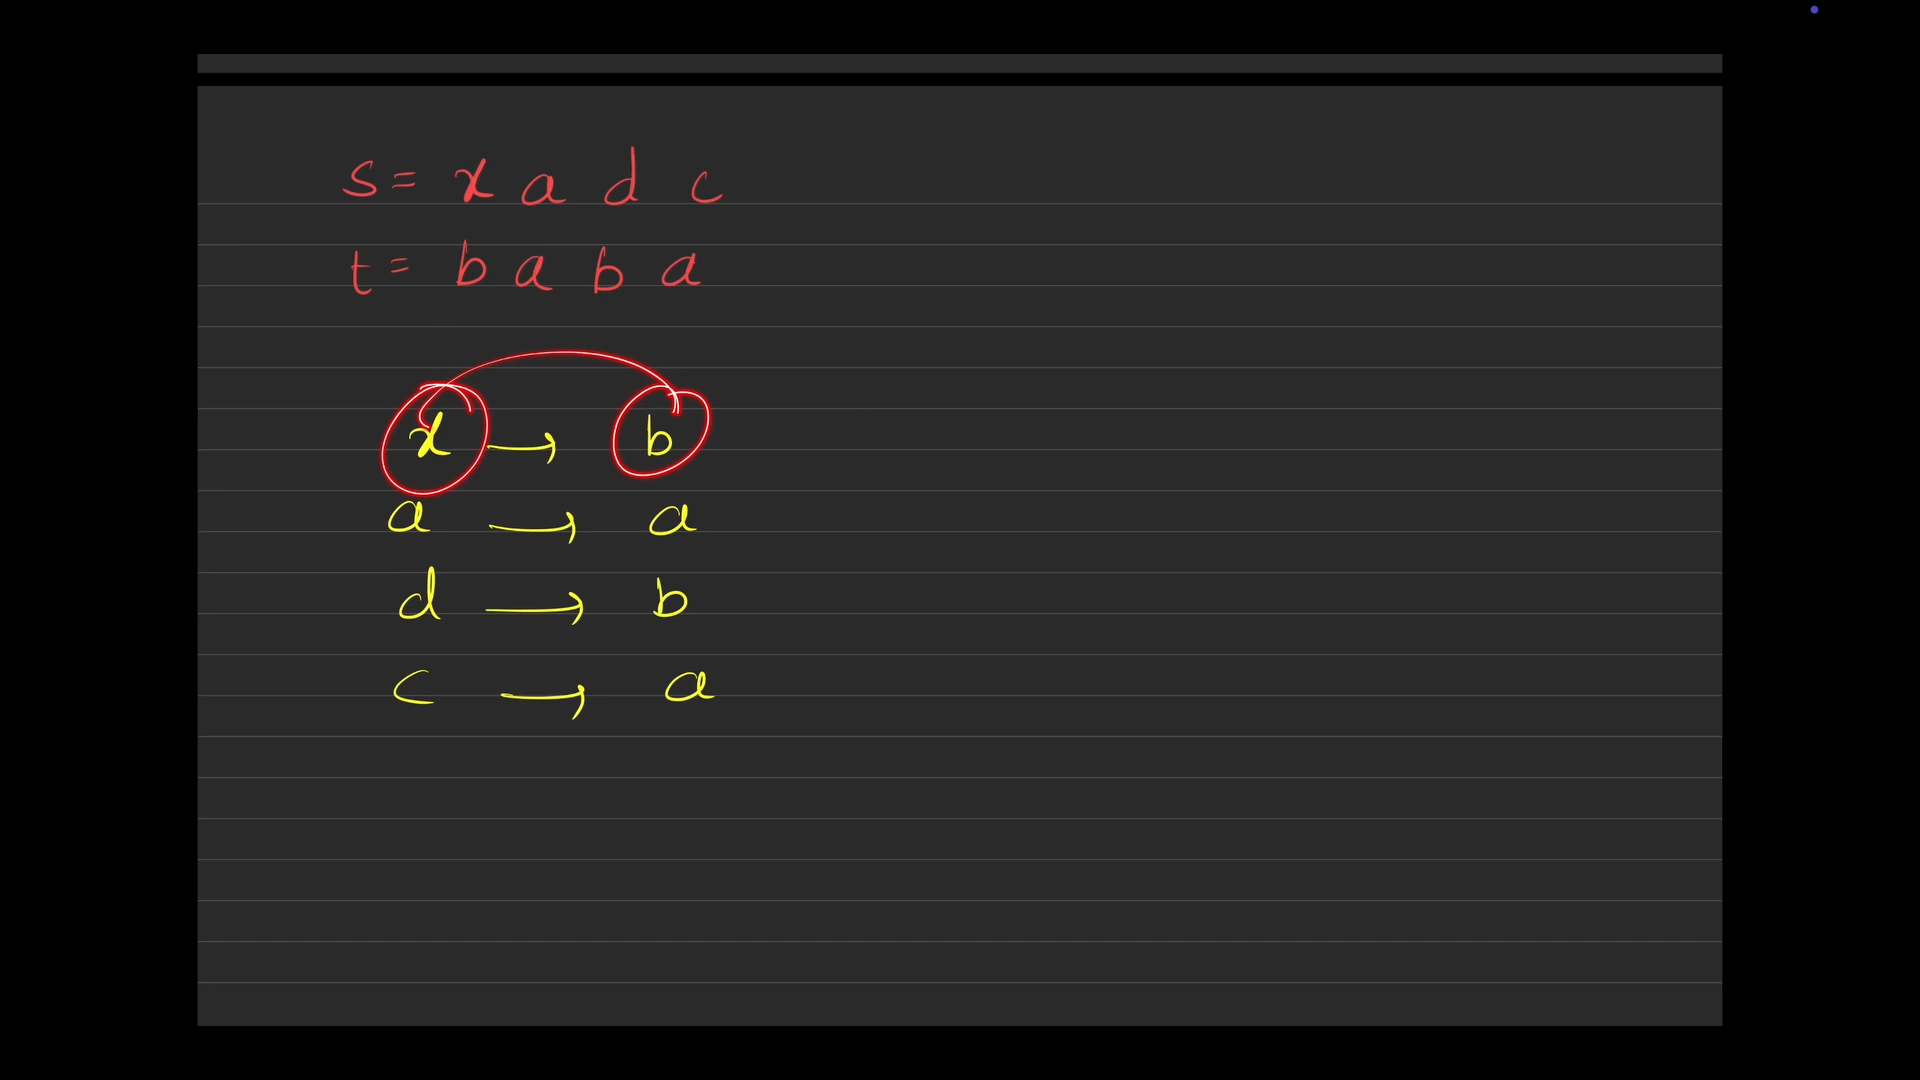 s = x a d c
t = b a b a
x → b
a → a
d → b
c → a